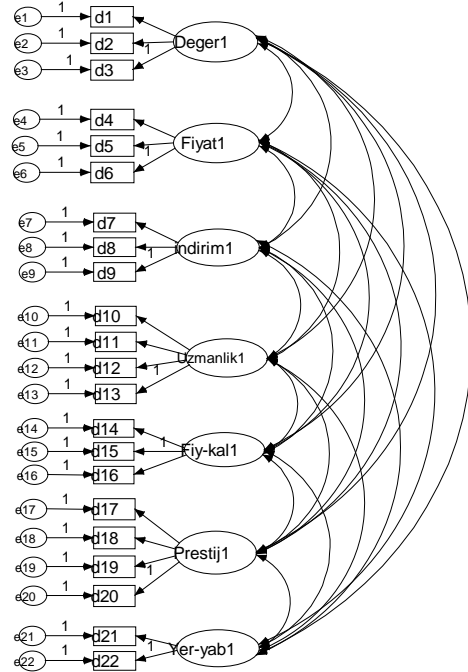 e1 1 d1
e2 1 d2 1 Deger1
e3 1 d3
e4 1 d4
e5 1 d5 1 Fiyat1
e6 1 d6
e7 1 d7
e8 1 d8 1 indirim1
e9 1 d9
e10 1 d10
e11 1 d11
Uzmanlik1
e12 1 d12
e13 1 d13 1
e14 1 d14
e15 1 d15 1 Fiy-kal1
e16 1 d16
e17 1 d17
e18 1 d18
Prestij1
e19 1 d19
e20 1 d20 1
e21 1 d21 1
Yer-yab1
e22 1 d22 1